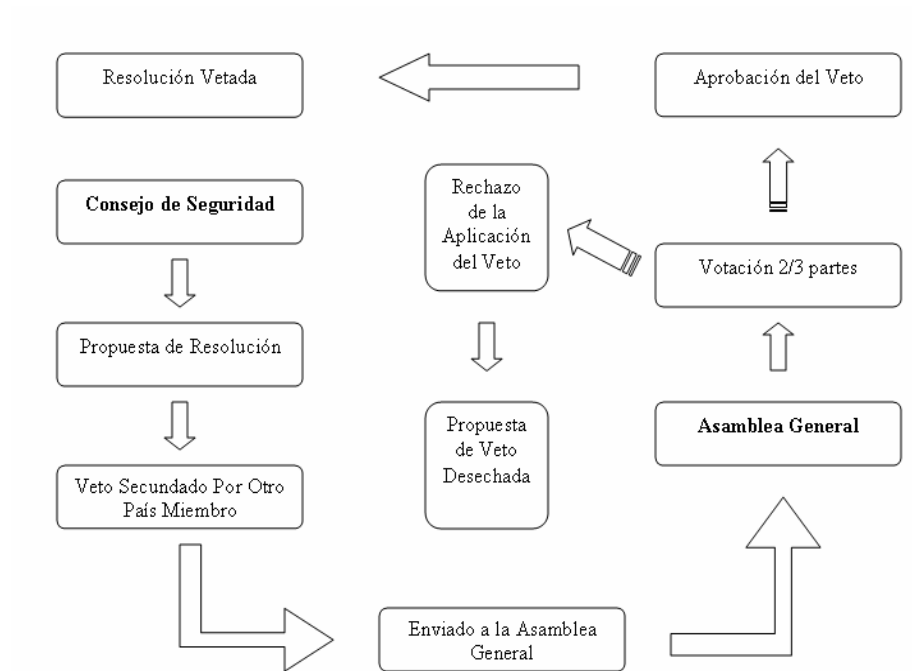 Resolución Vetada
Aprobación del Veto
Consejo de Seguridad
Rechazo
de la
Aplicación
del Veto
Votación 2/3 partes
Propuesta de Resolución
Propuesta
de Veto
Desechada
Asamblea General
Veto Secundado Por Otro
País Miembro
Enviado a la Asamblea
General